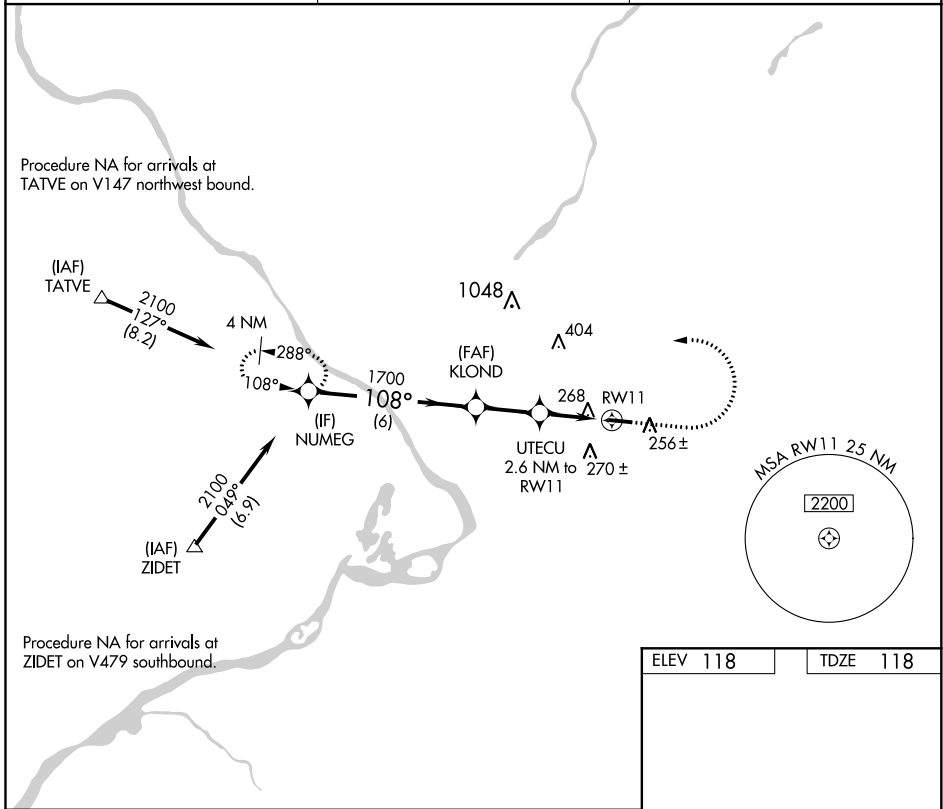 Procedure NA for arrivals at
TATVE on V147 northwest bound.
(IAF)
TATVE
2100
127°
(8.2)
4 NM
288°
108°
(IF)
NUMEG
1700
108°
(6)
(FAF)
KLOND
1048
404
268
RW11
UTECU
2.6 NM to
RW11
270 ±
256 ±
2100
049°
(6.9)
(IAF)
ZIDET
MSA RW11 25 NM
2200
Procedure NA for arrivals at
ZIDET on V479 southbound.
ELEV 118
TDZE 118